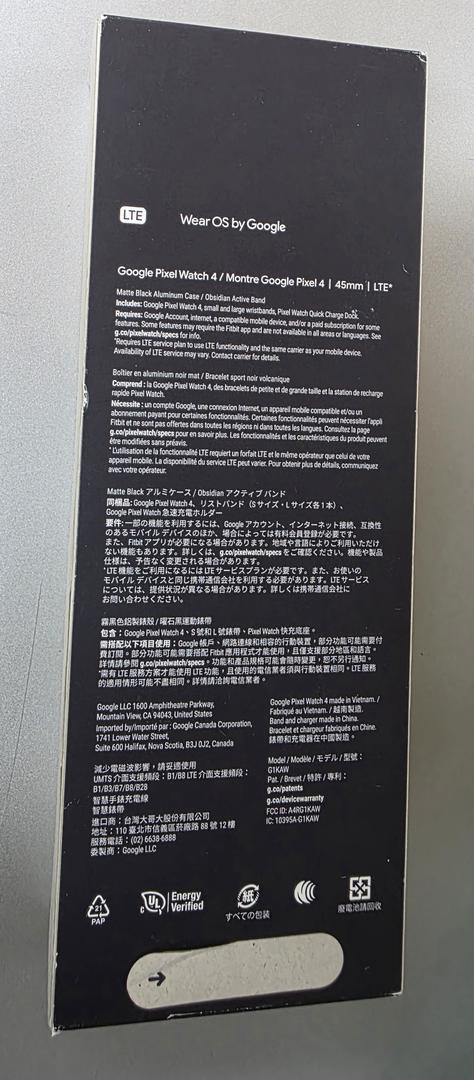 LTE
Wear OS by Google
Google Pixel Watch 4 / Montre Google Pixel 4 | 45mm | LTE*
Matte Black Aluminum Case / Obsidian Active Band
Includes: Google Pixel Watch 4, small and large wristbands, Pixel Watch Quick Charge Dock.
Requires: Google Account, internet, a compatible mobile device, and/or a paid subscription for some
features. Some features may require the Fitbit app and are not available in all areas or languages. See
g.co/pixelwatch/specs for info.
*Requires LTE service plan to use LTE functionality and the same carrier as your mobile device.
Availability of LTE service may vary. Contact carrier for details.
Boîtier en aluminium noir mat / Bracelet sport noir volcanique
Comprend : la Google Pixel Watch 4, des bracelets de petite et de grande taille et la station de recharge
rapide Pixel Watch.
Nécessite : un compte Google, une connexion Internet, un appareil mobile compatible et/ou un
abonnement payant pour certaines fonctionnalités. Certaines fonctionnalités peuvent nécessiter l'appli
Fitbit et ne sont pas offertes dans toutes les régions ni dans toutes les langues. Consultez la page
g.co/pixelwatch/specs pour en savoir plus. Les fonctionnalités et les caractéristiques du produit peuvent
être modifiées sans préavis.
*L'utilisation de la fonctionnalité LTE requiert un forfait LTE et le même opérateur que celui de votre
appareil mobile. La disponibilité du service LTE peut varier. Pour obtenir plus de détails, communiquez
avec votre opérateur.
Matte Black アルミケース / Obsidian アクティブ バンド
同梱品: Google Pixel Watch 4、リストバンド（S サイズ・L サイズ各 1 本）、
Google Pixel Watch 急速充電ホルダー
要件: 一部の機能を利用するには、Google アカウント、インターネット接続、互換性
のあるモバイル デバイスのほか、場合によっては有料会員登録が必要です。
また、Fitbit アプリが必要になる場合があります。地域や言語によりご利用いただけ
ない機能もあります。詳しくは、g.co/pixelwatch/specs をご確認ください。機能や製品
仕様は、予告なく変更される場合があります。
*LTE 機能をご利用になるには LTE サービスプランが必要です。また、お使いの
モバイル デバイスと同じ携帯通信会社を利用する必要があります。LTE サービス
については、提供状況が異なる場合があります。詳しくは携帯通信会社に
お問い合わせください。
霧黑色鋁製錶殼 / 曜石黑運動錶帶
包含：Google Pixel Watch 4、S 號和 L 號錶帶、Pixel Watch 快充底座。
需搭配以下項目使用：Google 帳戶、網路連線和相容的行動裝置，部分功能可能需要付
費訂閱。部分功能可能需要搭配 Fitbit 應用程式才能使用，且僅支援部分地區和語言。
詳情請參閱 g.co/pixelwatch/specs。功能和產品規格可能會隨時變更，恕不另行通知。
*需有 LTE 服務方案才能使用 LTE 功能，且使用的電信業者須與行動裝置相同。LTE 服務
的適用情形可能不盡相同。詳情請洽詢電信業者。
Google LLC 1600 Amphitheatre Parkway,
Mountain View, CA 94043, United States
Imported by/Importé par : Google Canada Corporation,
1741 Lower Water Street,
Suite 600 Halifax, Nova Scotia, B3J 0J2, Canada
減少電磁波影響，請妥適使用
UMTS 介面支援頻段：B1/B8 LTE 介面支援頻段：
B1/B3/B7/B8/B28
智慧手錶充電線
智慧錶帶
進口商：台灣大哥大股份有限公司
地址：110 臺北市信義區菸廠路 88 號 12 樓
服務電話：(02) 6638-6888
委製商：Google LLC
Google Pixel Watch 4 made in Vietnam. /
Fabriqué au Vietnam. / 越南製造.
Band and charger made in China.
Bracelet et chargeur fabriqués en Chine.
錶帶和充電器在中國製造。
Model / Modèle / モデル / 型號：
G1KAW
Pat. / Brevet / 特許 / 專利：
g.co/patents
g.co/devicewarranty
FCC ID: A4RG1KAW
IC: 10395A-G1KAW
21
PAP
C UL
Energy
Verified
紙
すべての包装
廢電池請回收